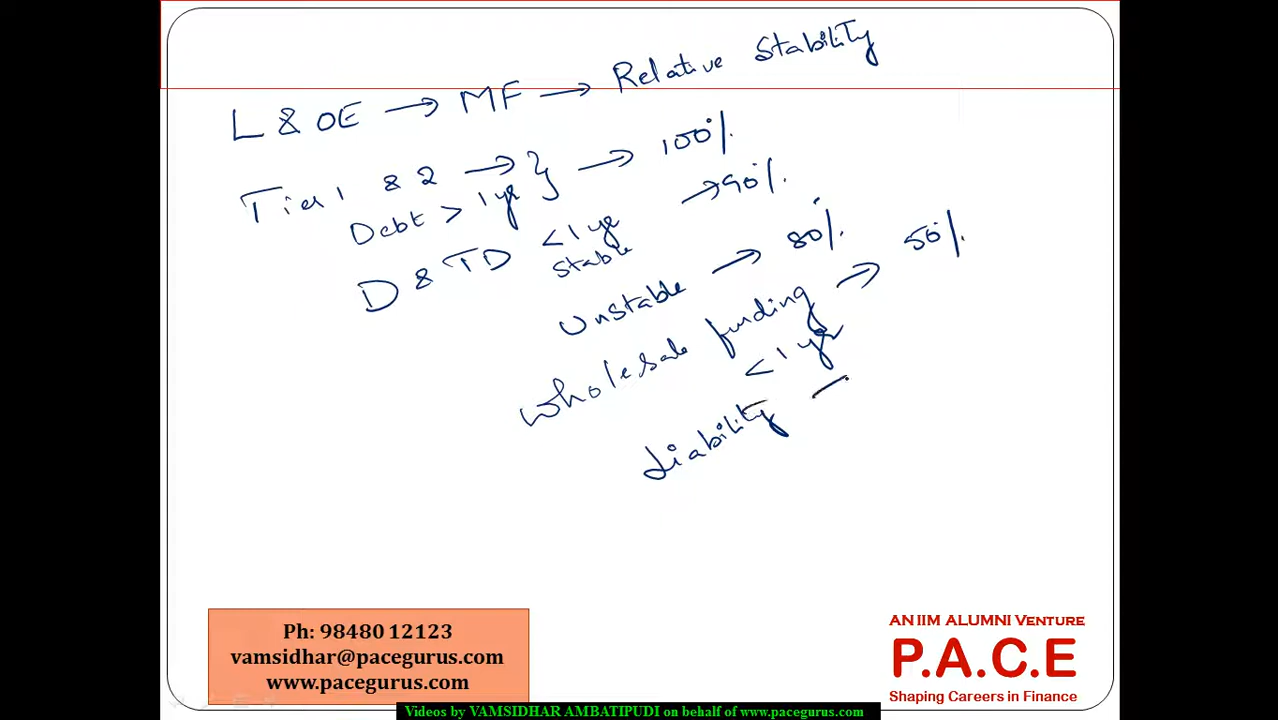 L & OE → MF → Relative Stability
Tier 1 & 2 → } → 100%
Debt > 1 yr
D & TD < 1 yr → 90%
Stable
Unstable → 80%
wholesale funding → 50%
< 1 yr
Liability
Ph: 98480 12123
vamsidhar@pacegurus.com
www.pacegurus.com
AN IIM ALUMNI VENTURE
P.A.C.E
Shaping Careers in Finance
Videos by VAMSIDHAR AMBATIPUDI on behalf of www.pacegurus.com